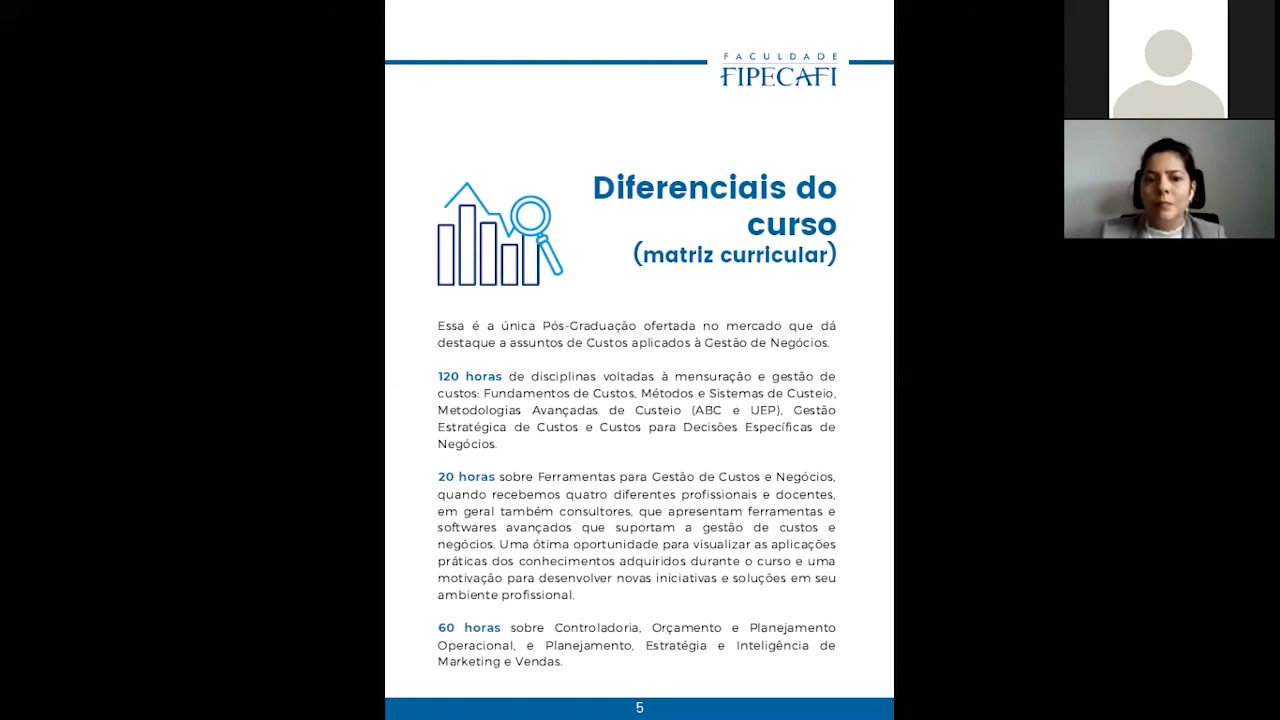 FACULDADE
FIPECAFI
Diferenciais do
curso
(matriz curricular)
Essa é a única Pós-Graduação ofertada no mercado que dá
destaque a assuntos de Custos aplicados à Gestão de Negócios.
120 horas de disciplinas voltadas à mensuração e gestão de
custos: Fundamentos de Custos, Métodos e Sistemas de Custeio,
Metodologias Avançadas de Custeio (ABC e UEP), Gestão
Estratégica de Custos e Custos para Decisões Específicas de
Negócios.
20 horas sobre Ferramentas para Gestão de Custos e Negócios,
quando recebemos quatro diferentes profissionais e docentes,
em geral também consultores, que apresentam ferramentas e
softwares avançados que suportam a gestão de custos e
negócios. Uma ótima oportunidade para visualizar as aplicações
práticas dos conhecimentos adquiridos durante o curso e uma
motivação para desenvolver novas iniciativas e soluções em seu
ambiente profissional.
60 horas sobre Controladoria, Orçamento e Planejamento
Operacional, e Planejamento, Estratégia e Inteligência de
Marketing e Vendas.
5